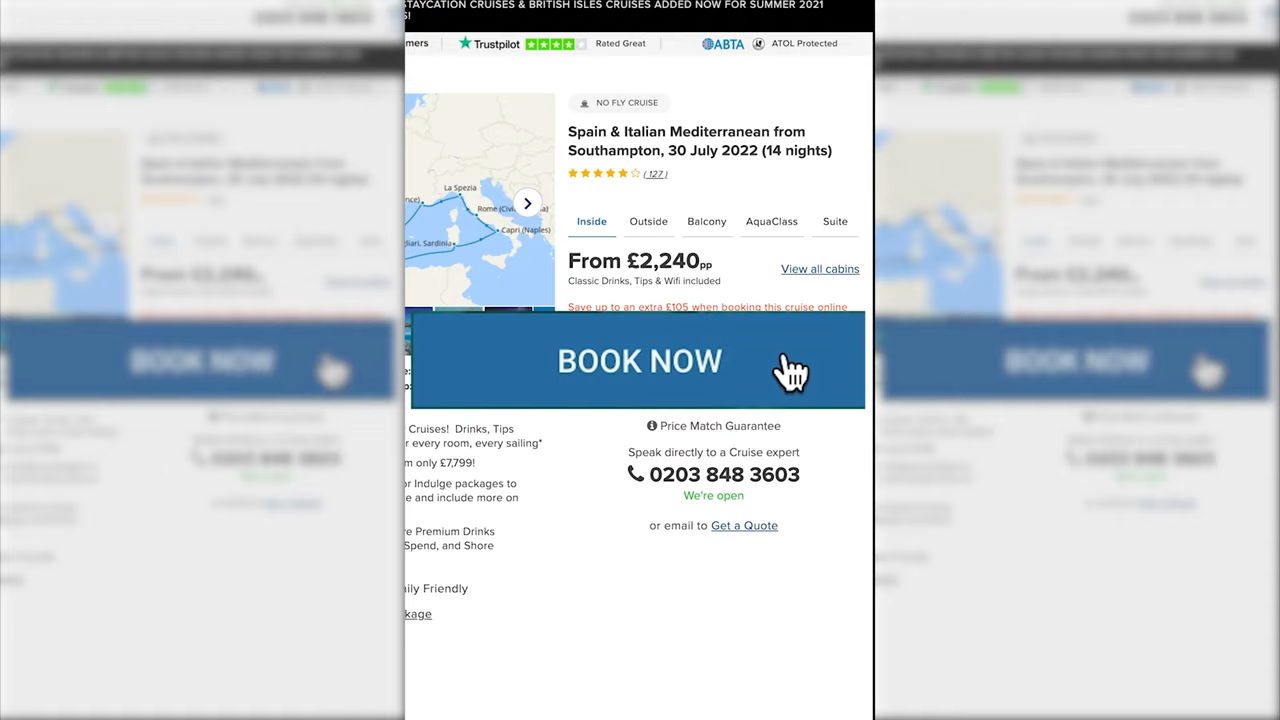 TAYCATION CRUISES & BRITISH ISLES CRUISES ADDED NOW FOR SUMMER 2021
S!
mers
Trustpilot
Rated Great
ABTA
ATOL Protected
NO FLY CRUISE
Spain & Italian Mediterranean from
Southampton, 30 July 2022 (14 nights)
(127)
La Spezia
nce)
Rome (Civi
a)
Capri (Naples)
gliari, Sardinia
Inside
Outside
Balcony
AquaClass
Suite
From £2,240pp
View all cabins
Classic Drinks, Tips & Wifi included
Save up to an extra £105 when booking this cruise online
BOOK NOW
Price Match Guarantee
Cruises! Drinks, Tips
r every room, every sailing*
m only £7,799!
or Indulge packages to
e and include more on
re Premium Drinks
Spend, and Shore
ily Friendly
kage
Speak directly to a Cruise expert
0203 848 3603
We're open
or email to Get a Quote